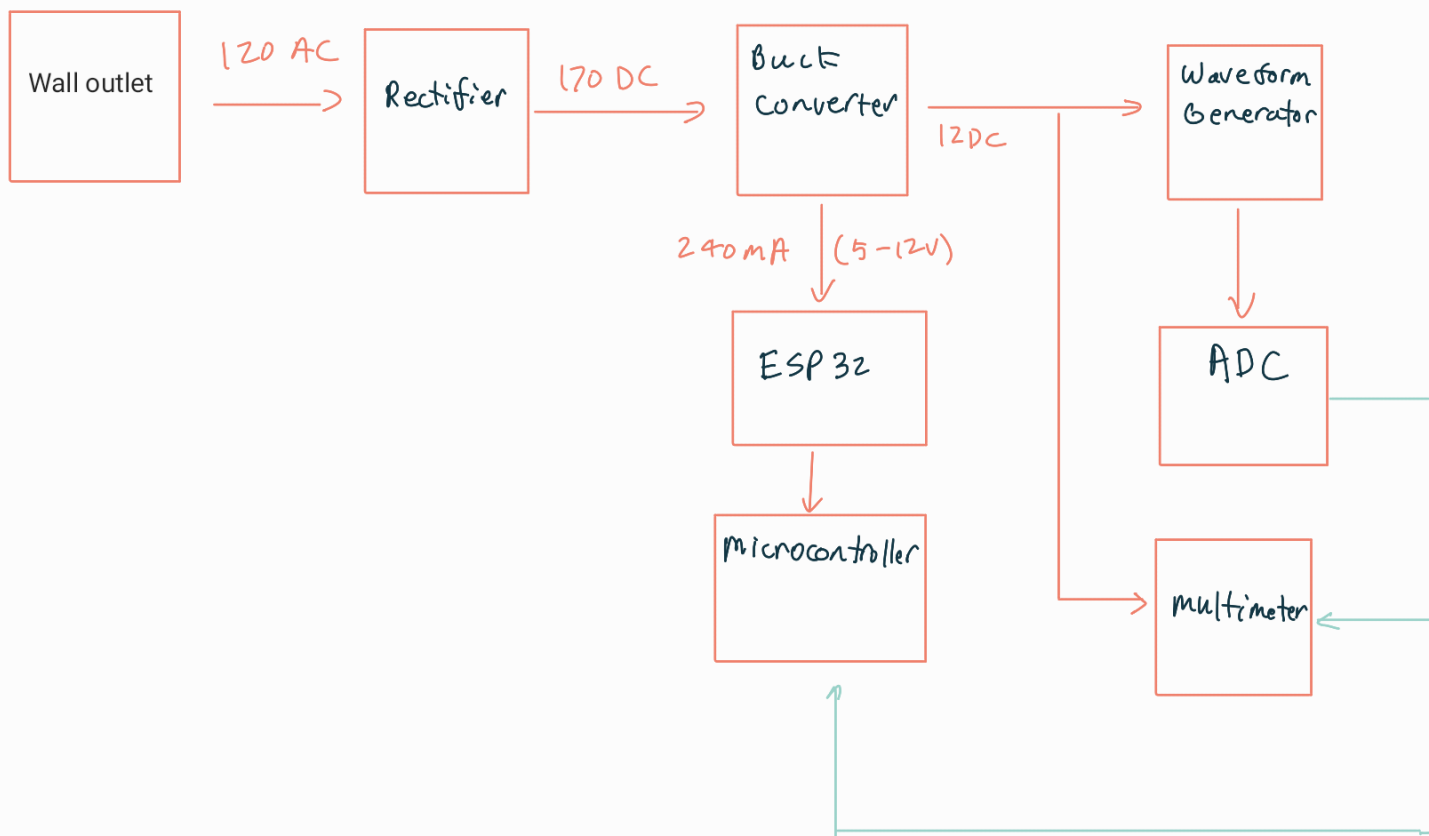 Wall outlet
120 AC
Rectifier
170 DC
Buck
Converter
12DC
Waveform
Generator
240mA
(5-12V)
ESP32
ADC
Microcontroller
Multimeter